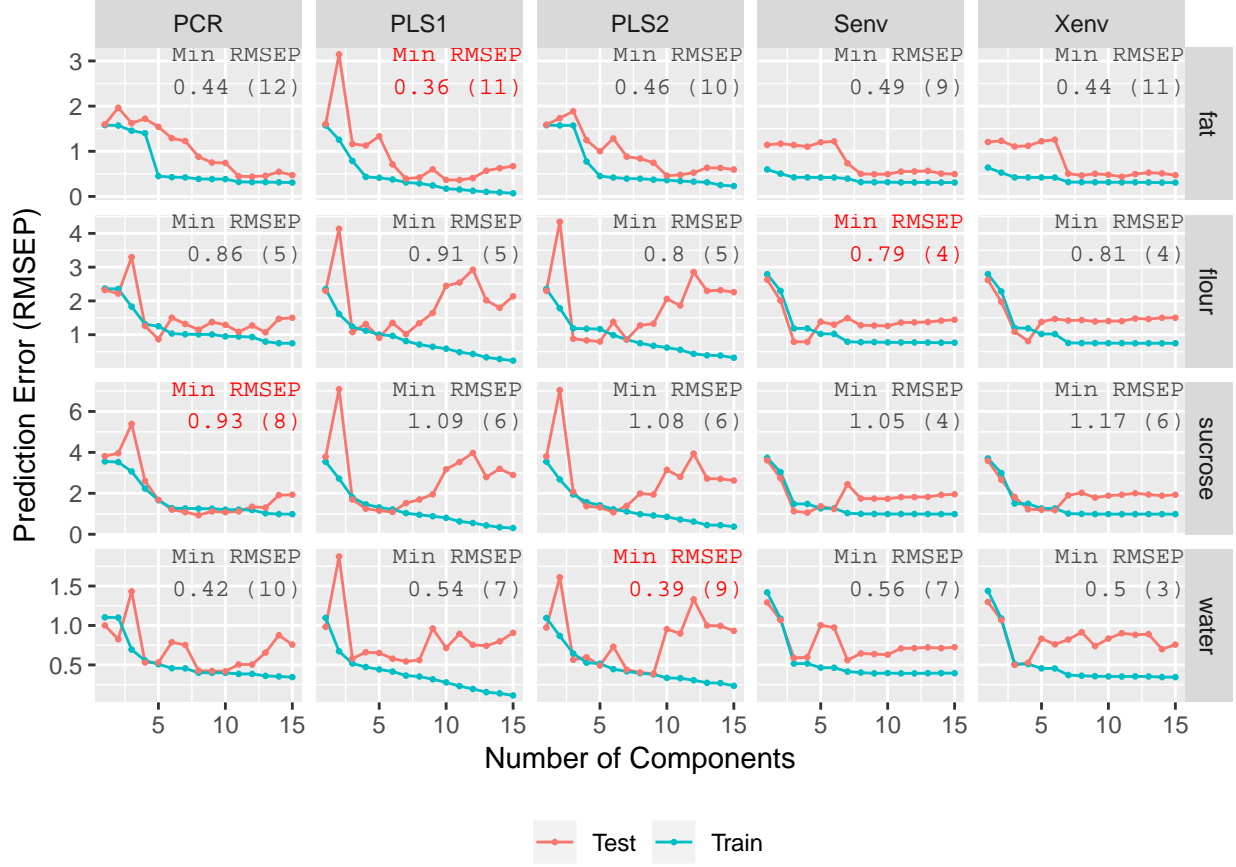 PCR PLS1 PLS2 Senv Xenv
Min RMSEP Min RMSEP Min RMSEP Min RMSEP Min RMSEP
0.44 (12) 0.36 (11) 0.46 (10) 0.49 (9) 0.44 (11)
fat
3
2
1
0
Min RMSEP Min RMSEP Min RMSEP Min RMSEP Min RMSEP
0.86 (5) 0.91 (5) 0.8 (5) 0.79 (4) 0.81 (4)
flour
4
3
2
1
Min RMSEP Min RMSEP Min RMSEP Min RMSEP Min RMSEP
0.93 (8) 1.09 (6) 1.08 (6) 1.05 (4) 1.17 (6)
sucrose
6
4
2
0
Min RMSEP Min RMSEP Min RMSEP Min RMSEP Min RMSEP
0.42 (10) 0.54 (7) 0.39 (9) 0.56 (7) 0.5 (3)
water
1.5
1.0
0.5
Prediction Error (RMSEP)
5 10 15 5 10 15 5 10 15 5 10 15 5 10 15
Number of Components
Test Train